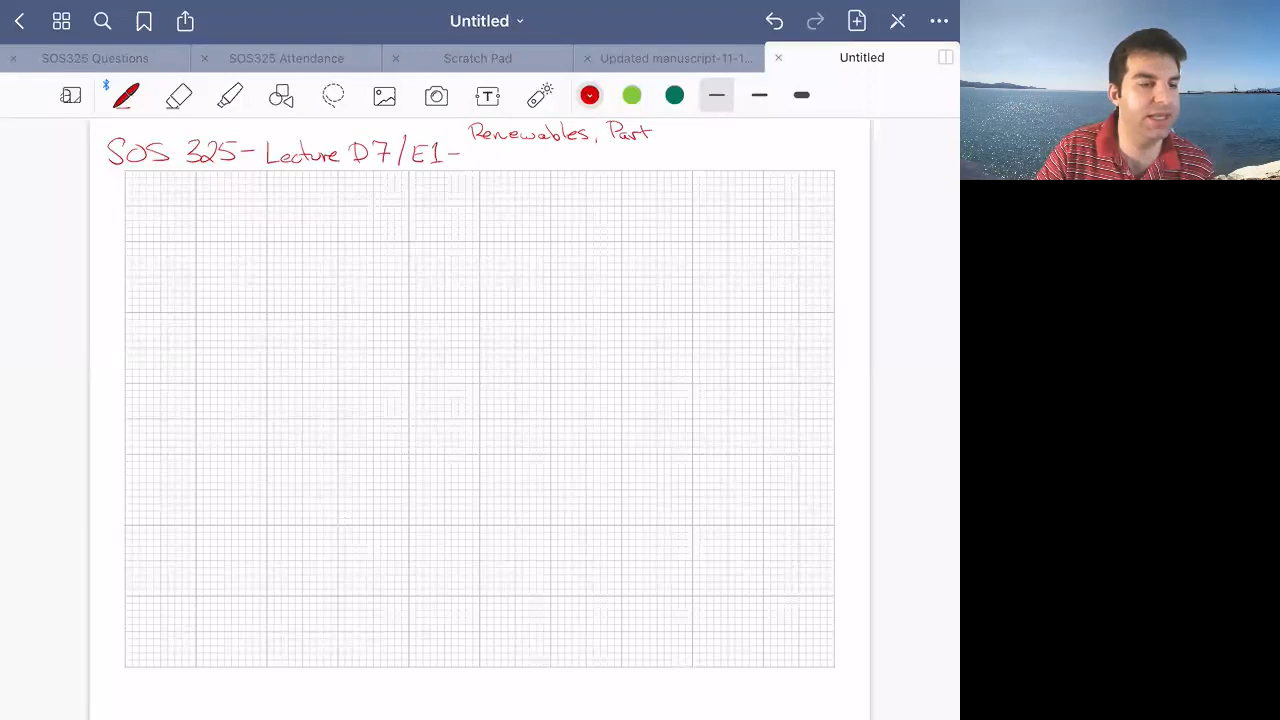 Untitled
SOS325 Questions
SOS325 Attendance
Scratch Pad
Updated manuscript-11-1...
Untitled
T
Renewables, Part
SOS 325- Lecture D7/E1-